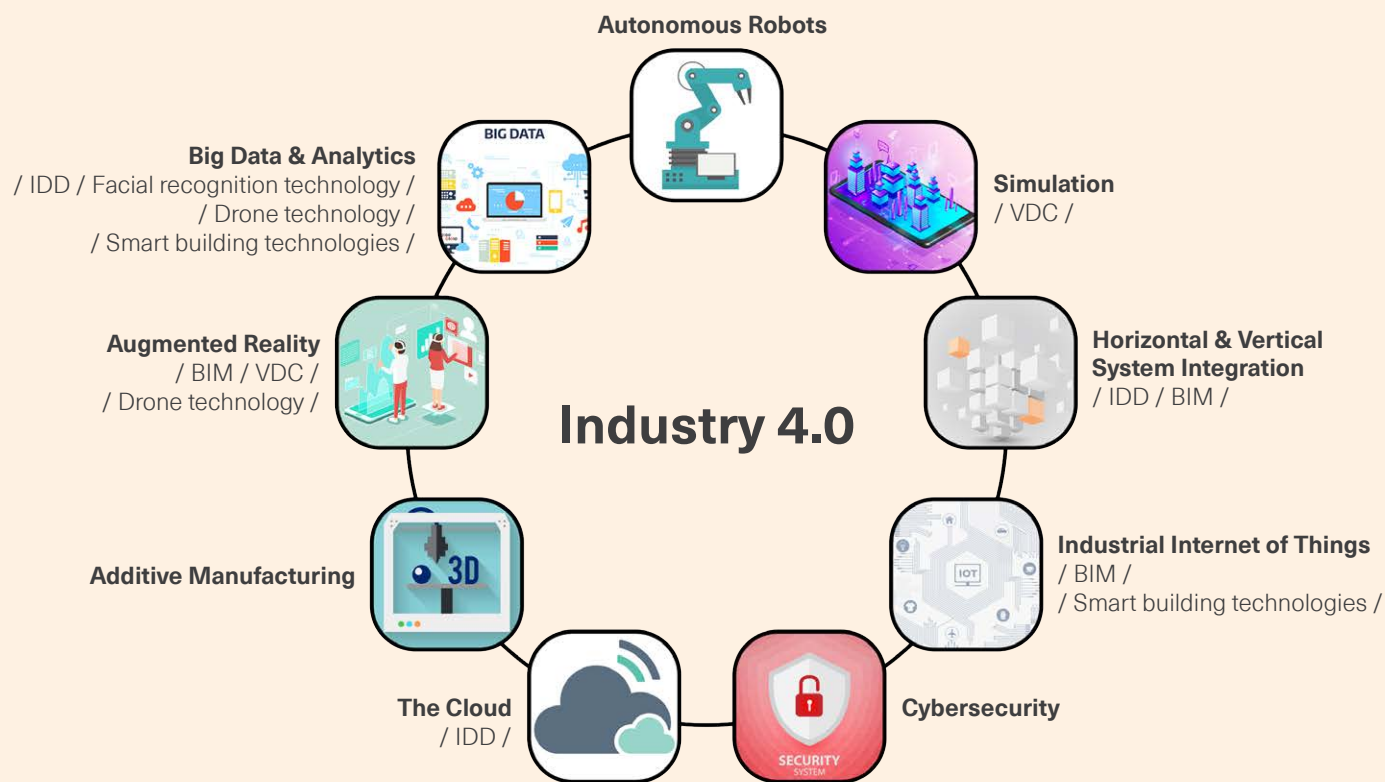 Autonomous Robots
BIG DATA
Big Data & Analytics
/ IDD / Facial recognition technology /
/ Drone technology /
/ Smart building technologies /
Simulation
/ VDC /
Augmented Reality
/ BIM / VDC /
/ Drone technology /
Horizontal & Vertical
System Integration
/ IDD / BIM /
Industry 4.0
Additive Manufacturing
3D
IOT
Industrial Internet of Things
/ BIM /
/ Smart building technologies /
The Cloud
/ IDD /
SECURITY
SYSTEM
Cybersecurity